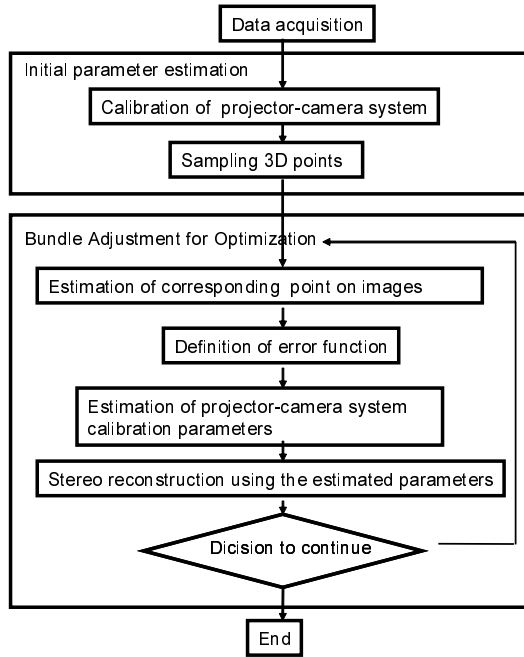 Data acquisition
Initial parameter estimation
Calibration of projector-camera system
Sampling 3D points
Bundle Adjustment for Optimization
Estimation of corresponding point on images
Definition of error function
Estimation of projector-camera system
calibration parameters
Stereo reconstruction using the estimated parameters
Dicision to continue
End